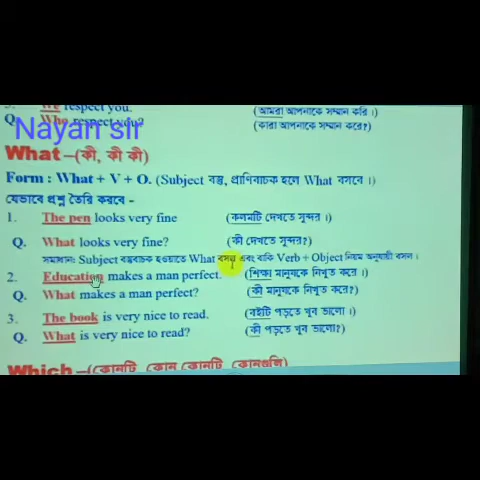 We respect you. (আমরা আপনাকে সম্মান করি ।)
Q. Who respect you? (কারা আপনাকে সম্মান করে?)
Nayan sir
What –(কী, কী কী)
Form : What + V + O. (Subject বস্তু, প্রাণিবাচক হলে What বসবে ।)
যেভাবে প্রশ্ন তৈরি করবে -
1. The pen looks very fine (কলমটি দেখতে সুন্দর ।)
Q. What looks very fine? (কী দেখতে সুন্দর?)
সমাধান: Subject বস্তুবাচক হওয়াতে What বসল এবং বাকি Verb + Object নিয়ম অনুযায়ী বসল ।
2. Education makes a man perfect. (শিক্ষা মানুষকে নিখুত করে ।)
Q. What makes a man perfect? (কী মানুষকে নিখুত করে?)
3. The book is very nice to read. (বইটি পড়তে খুব ভালো ।)
Q. What is very nice to read? (কী পড়তে খুব ভালো?)
Which –(কোনটি, কোন কোনটি, কোনগুলি)